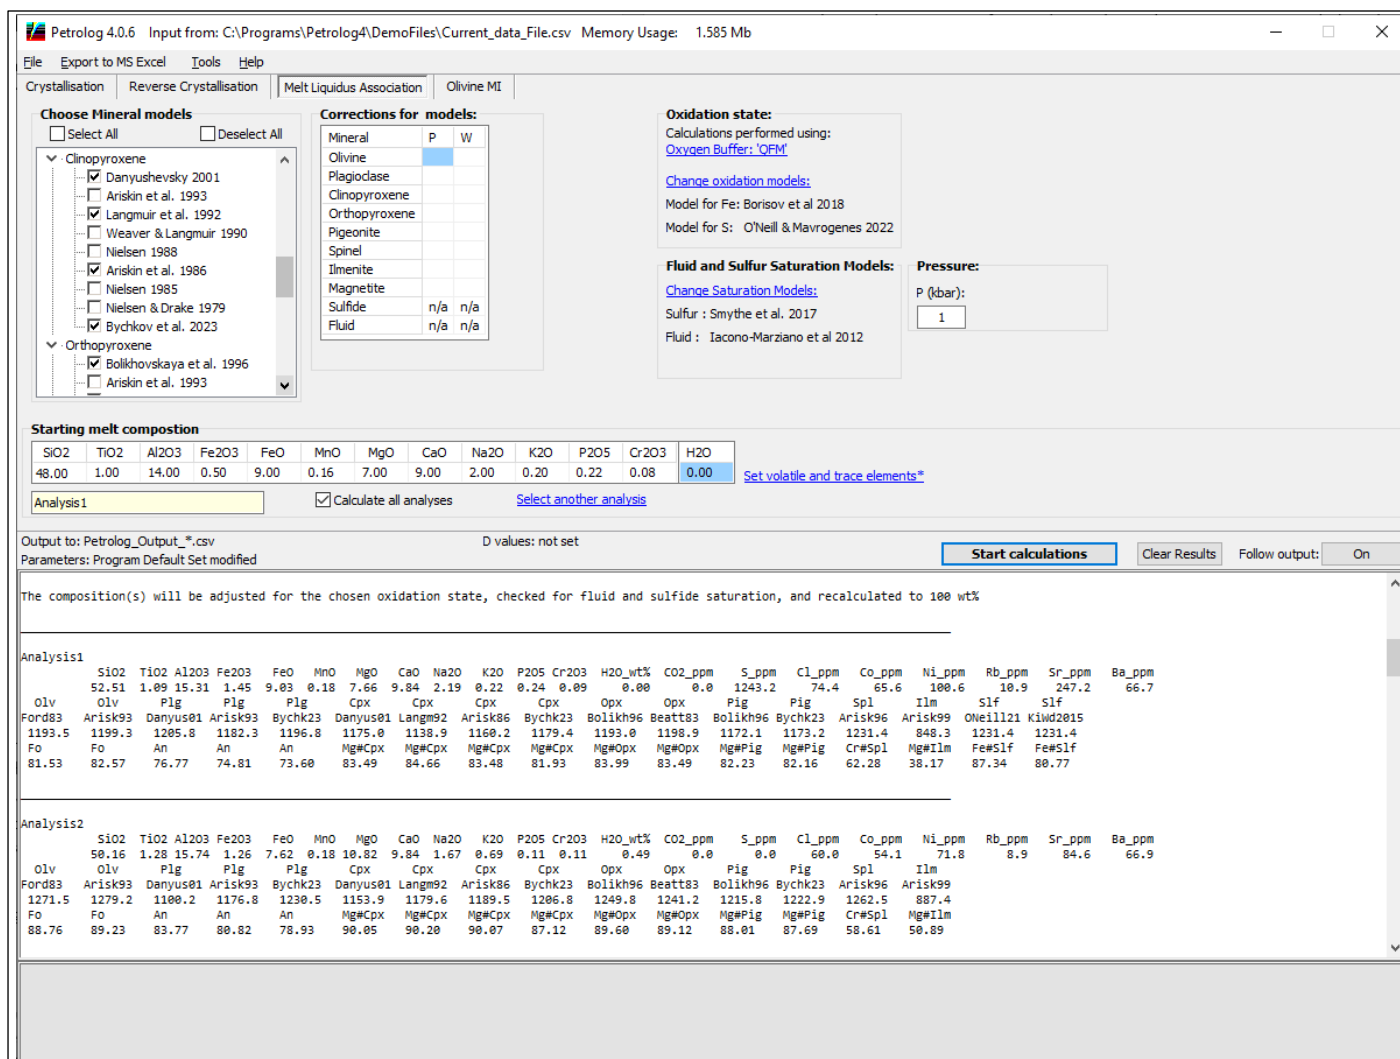 Petrolog 4.0.6 Input from: C:\Programs\Petrolog4\DemoFiles\Current_data_File.csv Memory Usage: 1.585 Mb
File Export to MS Excel Tools Help
Crystallisation Reverse Crystallisation Melt Liquidus Association Olivine MI
Choose Mineral models
Select All Deselect All
Clinopyroxene
Danyushevsky 2001
Ariskin et al. 1993
Langmuir et al. 1992
Weaver & Langmuir 1990
Nielsen 1988
Ariskin et al. 1986
Nielsen 1985
Nielsen & Drake 1979
Bychkov et al. 2023
Orthopyroxene
Bolikhovskaya et al. 1996
Ariskin et al. 1993
Corrections for models:
Mineral P W
Olivine
Plagioclase
Clinopyroxene
Orthopyroxene
Pigeonite
Spinel
Ilmenite
Magnetite
Sulfide n/a n/a
Fluid n/a n/a
Oxidation state:
Calculations performed using:
Oxygen Buffer: 'QFM'
Change oxidation models:
Model for Fe: Borisov et al 2018
Model for S: O'Neill & Mavrogenes 2022
Fluid and Sulfur Saturation Models:
Change Saturation Models:
Sulfur : Smythe et al. 2017
Fluid : Iacono-Marziano et al 2012
Pressure:
P (kbar):
1
Starting melt compostion
SiO2 TiO2 Al2O3 Fe2O3 FeO MnO MgO CaO Na2O K2O P2O5 Cr2O3 H2O
48.00 1.00 14.00 0.50 9.00 0.16 7.00 9.00 2.00 0.20 0.22 0.08 0.00
Set volatile and trace elements*
Analysis1 Calculate all analyses Select another analysis
Output to: Petrolog_Output_*.csv D values: not set
Parameters: Program Default Set modified
Start calculations Clear Results Follow output: On
The composition(s) will be adjusted for the chosen oxidation state, checked for fluid and sulfide saturation, and recalculated to 100 wt%
Analysis1
SiO2 TiO2 Al2O3 Fe2O3 FeO MnO MgO CaO Na2O K2O P2O5 Cr2O3 H2O_wt% CO2_ppm S_ppm Cl_ppm Co_ppm Ni_ppm Rb_ppm Sr_ppm Ba_ppm
52.51 1.09 15.31 1.45 9.03 0.18 7.66 9.84 2.19 0.22 0.24 0.09 0.00 0.0 1243.2 74.4 65.6 100.6 10.9 247.2 66.7
Olv Olv Plg Plg Plg Cpx Cpx Cpx Cpx Opx Opx Pig Pig Spl Ilm Slf Slf
Ford83 Arisk93 Danyus01 Arisk93 Bychk23 Danyus01 Langm92 Arisk86 Bychk23 Bolikh96 Beatt83 Bolikh96 Bychk23 Arisk96 Arisk99 ONeill21 KiWd2015
1193.5 1199.3 1205.8 1182.3 1196.8 1175.0 1138.9 1160.2 1179.4 1193.0 1198.9 1172.1 1173.2 1231.4 848.3 1231.4 1231.4
Fo Fo An An An Mg#Cpx Mg#Cpx Mg#Cpx Mg#Cpx Mg#Opx Mg#Opx Mg#Pig Mg#Pig Cr#Spl Mg#Ilm Fe#Slf Fe#Slf
81.53 82.57 76.77 74.81 73.60 83.49 84.66 83.48 81.93 83.99 83.49 82.23 82.16 62.28 38.17 87.34 80.77
Analysis2
SiO2 TiO2 Al2O3 Fe2O3 FeO MnO MgO CaO Na2O K2O P2O5 Cr2O3 H2O_wt% CO2_ppm S_ppm Cl_ppm Co_ppm Ni_ppm Rb_ppm Sr_ppm Ba_ppm
50.16 1.28 15.74 1.26 7.62 0.18 10.82 9.84 1.67 0.69 0.11 0.11 0.49 0.0 0.0 60.0 54.1 71.8 8.9 84.6 66.9
Olv Olv Plg Plg Plg Cpx Cpx Cpx Cpx Opx Opx Pig Pig Spl Ilm
Ford83 Arisk93 Danyus01 Arisk93 Bychk23 Danyus01 Langm92 Arisk86 Bychk23 Bolikh96 Beatt83 Bolikh96 Bychk23 Arisk96 Arisk99
1271.5 1279.2 1100.2 1176.8 1230.5 1153.9 1179.6 1189.5 1206.8 1249.8 1241.2 1215.8 1222.9 1262.5 887.4
Fo Fo An An An Mg#Cpx Mg#Cpx Mg#Cpx Mg#Cpx Mg#Opx Mg#Opx Mg#Pig Mg#Pig Cr#Spl Mg#Ilm
88.76 89.23 83.77 80.82 78.93 90.05 90.20 90.07 87.12 89.60 89.12 88.01 87.69 58.61 50.89